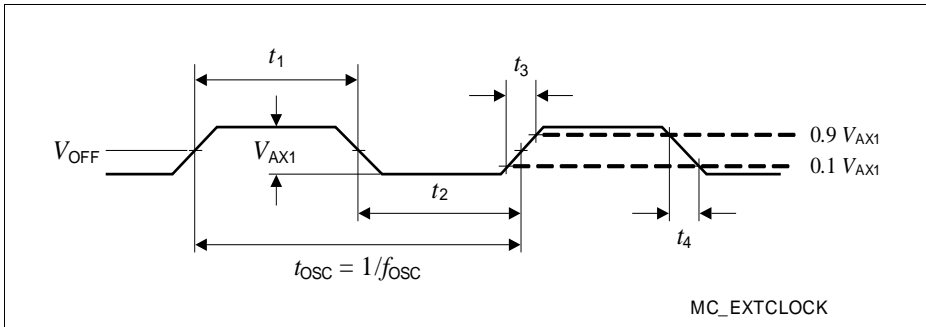 t1
t3
VOFF
VAX1
0.9 VAX1
0.1 VAX1
t2
t4
tOSC = 1/fOSC
MC_EXTCLOCK